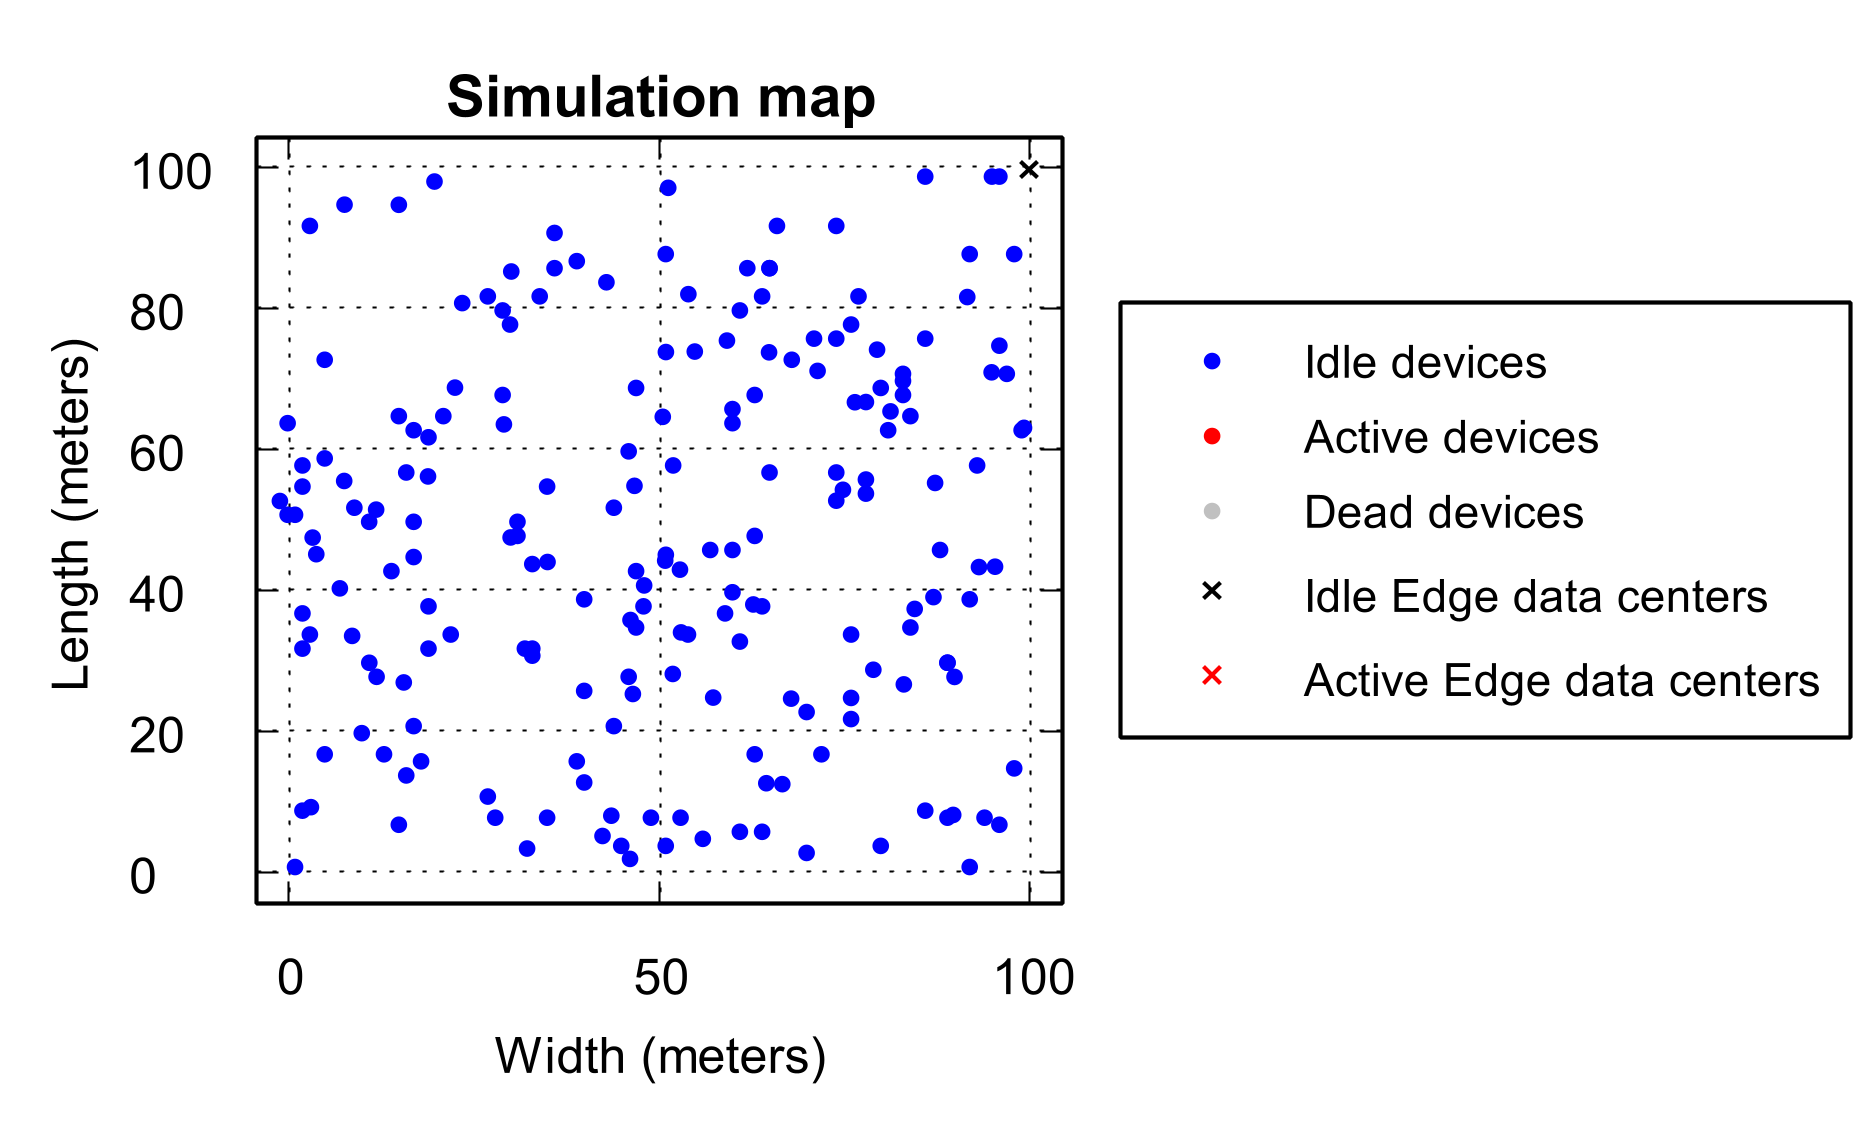 Simulation map
100
80
60
40
20
0
Length (meters)
0 50 100
Width (meters)
Idle devices
Active devices
Dead devices
Idle Edge data centers
Active Edge data centers